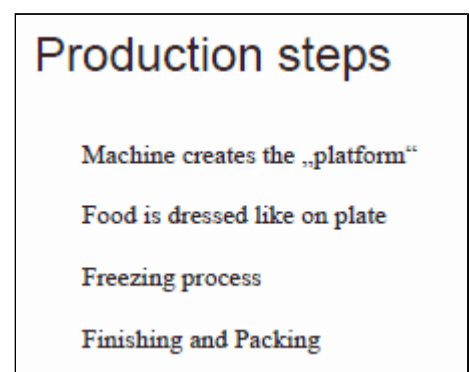 Production steps
Machine creates the „platform“
Food is dressed like on plate
Freezing process
Finishing and Packing